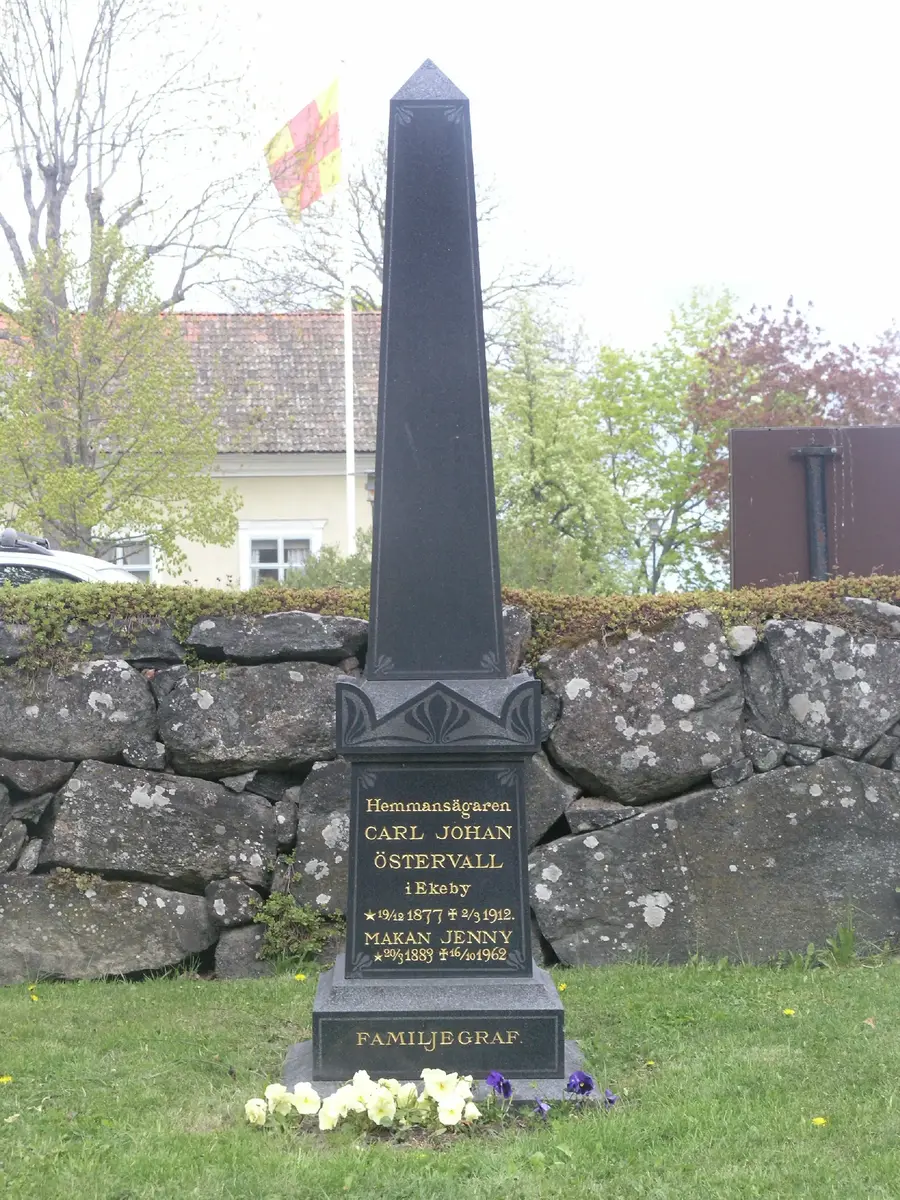 Hemmansägaren
CARL JOHAN
ÖSTERVALL
i Ekeby
★ 19/12 1877 ✝ 2/3 1912.
MAKAN JENNY
★ 20/3 1883 ✝ 16/10 1962
FAMILJEGRAF.